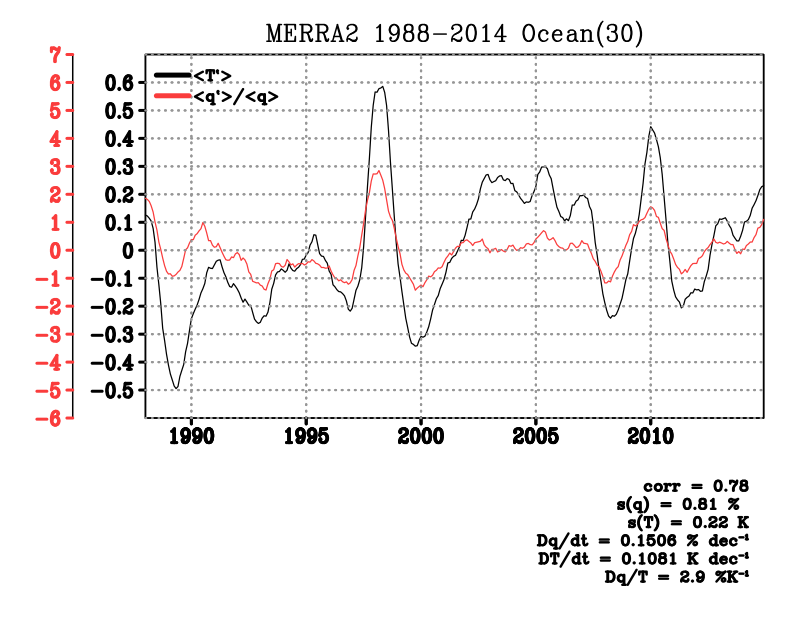 MERRA2 1988-2014 Ocean(30)
7
6
5
4
3
2
1
0
-1
-2
-3
-4
-5
-6
0.6
0.5
0.4
0.3
0.2
0.1
0
-0.1
-0.2
-0.3
-0.4
-0.5
<T'>
<q'>/<q>
1990 1995 2000 2005 2010
corr = 0.78
s(q) = 0.81 %
s(T) = 0.22 K
Dq/dt = 0.1506 % dec⁻¹
DT/dt = 0.1081 K dec⁻¹
Dq/T = 2.9 %K⁻¹